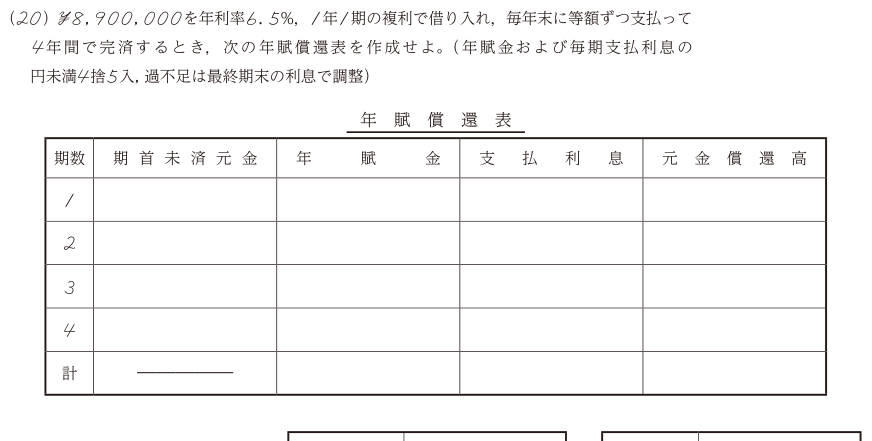 (20) ¥8,900,000を年利率6.5%, 1年1期の複利で借り入れ, 毎年末に等額ずつ支払って
4年間で完済するとき, 次の年賦償還表を作成せよ。(年賦金および毎期支払利息の
円未満4捨5入, 過不足は最終期末の利息で調整)
年賦償還表
期数 期首未済元金 年賦金 支払利息 元金償還高
1
2
3
4
計